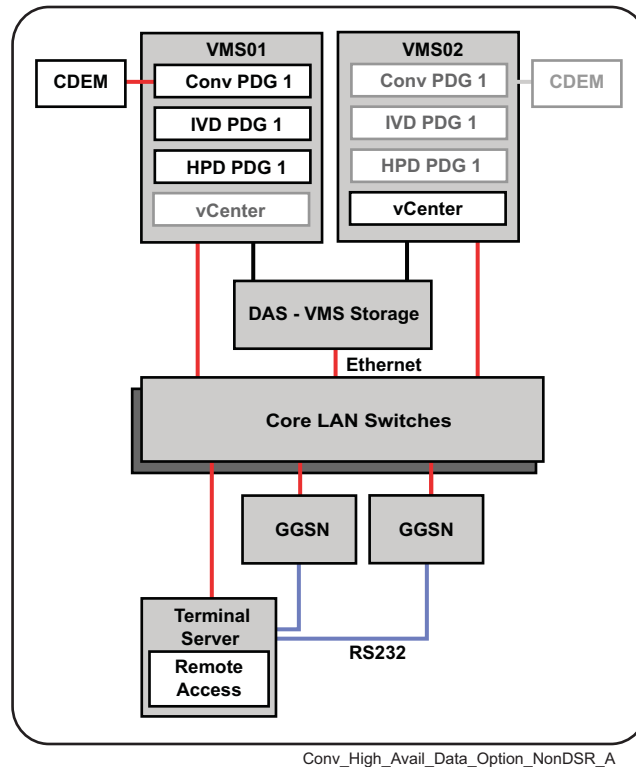 VMS01
VMS02
CDEM
Conv PDG 1
Conv PDG 1
CDEM
IVD PDG 1
IVD PDG 1
HPD PDG 1
HPD PDG 1
vCenter
vCenter
DAS - VMS Storage
Ethernet
Core LAN Switches
GGSN
GGSN
Terminal
Server
RS232
Remote
Access
Conv_High_Avail_Data_Option_NonDSR_A